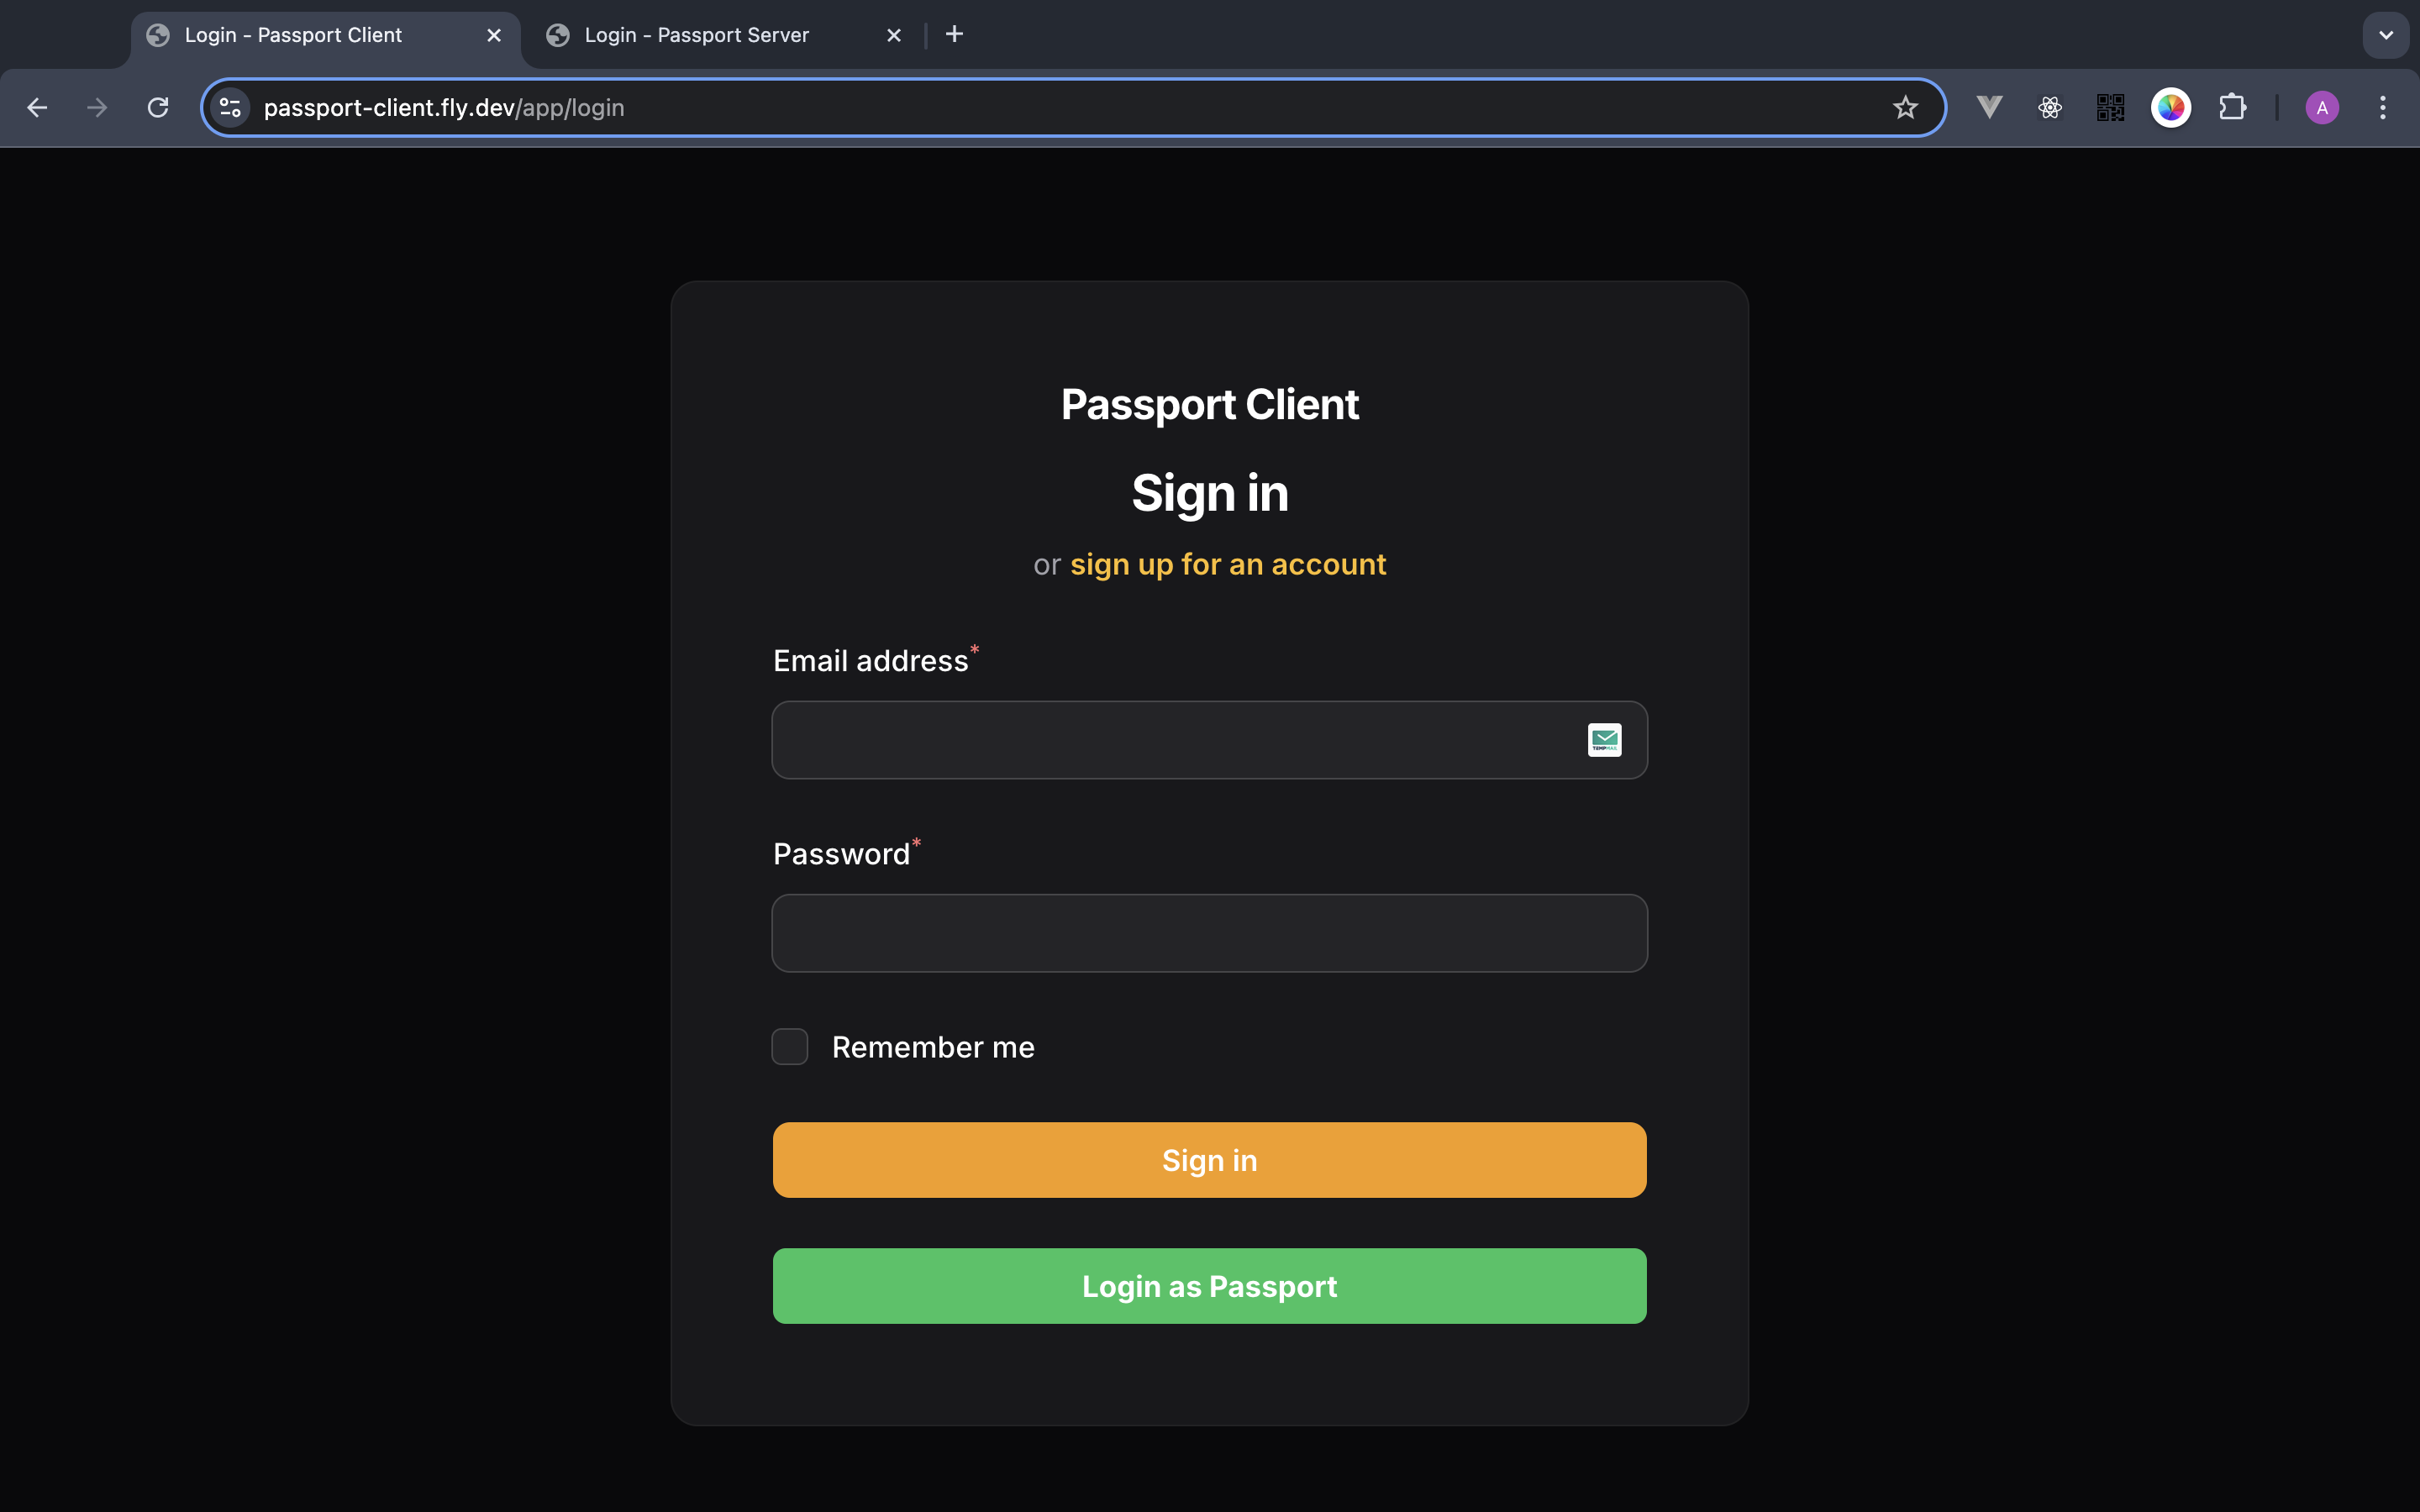 Login - Passport Client
Login - Passport Server
passport-client.fly.dev/app/login
A
Passport Client
Sign in
or sign up for an account
Email address*
TEMPMAIL
Password*
Remember me
Sign in
Login as Passport